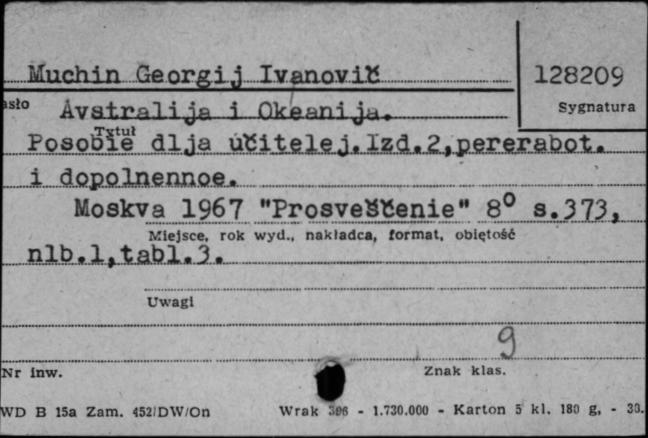 Muchin Georgij Ivanovič 128209
asło Avstralija i Okeanija. Sygnatura
Tytuł
Posobie dlja učitelej.Izd.2,pererabot.
i dopolnennoe.
Moskva 1967 "Prosveščenie" 8° s.373,
Miejsce, rok wyd., nakładca, format, objętość
nlb.1,tabl.3.
Uwagi
9
Nr inw. Znak klas.
WD B 15a Zam. 452/DW/On Wrak 306 - 1.730.000 - Karton 5 kl. 180 g, - 30.